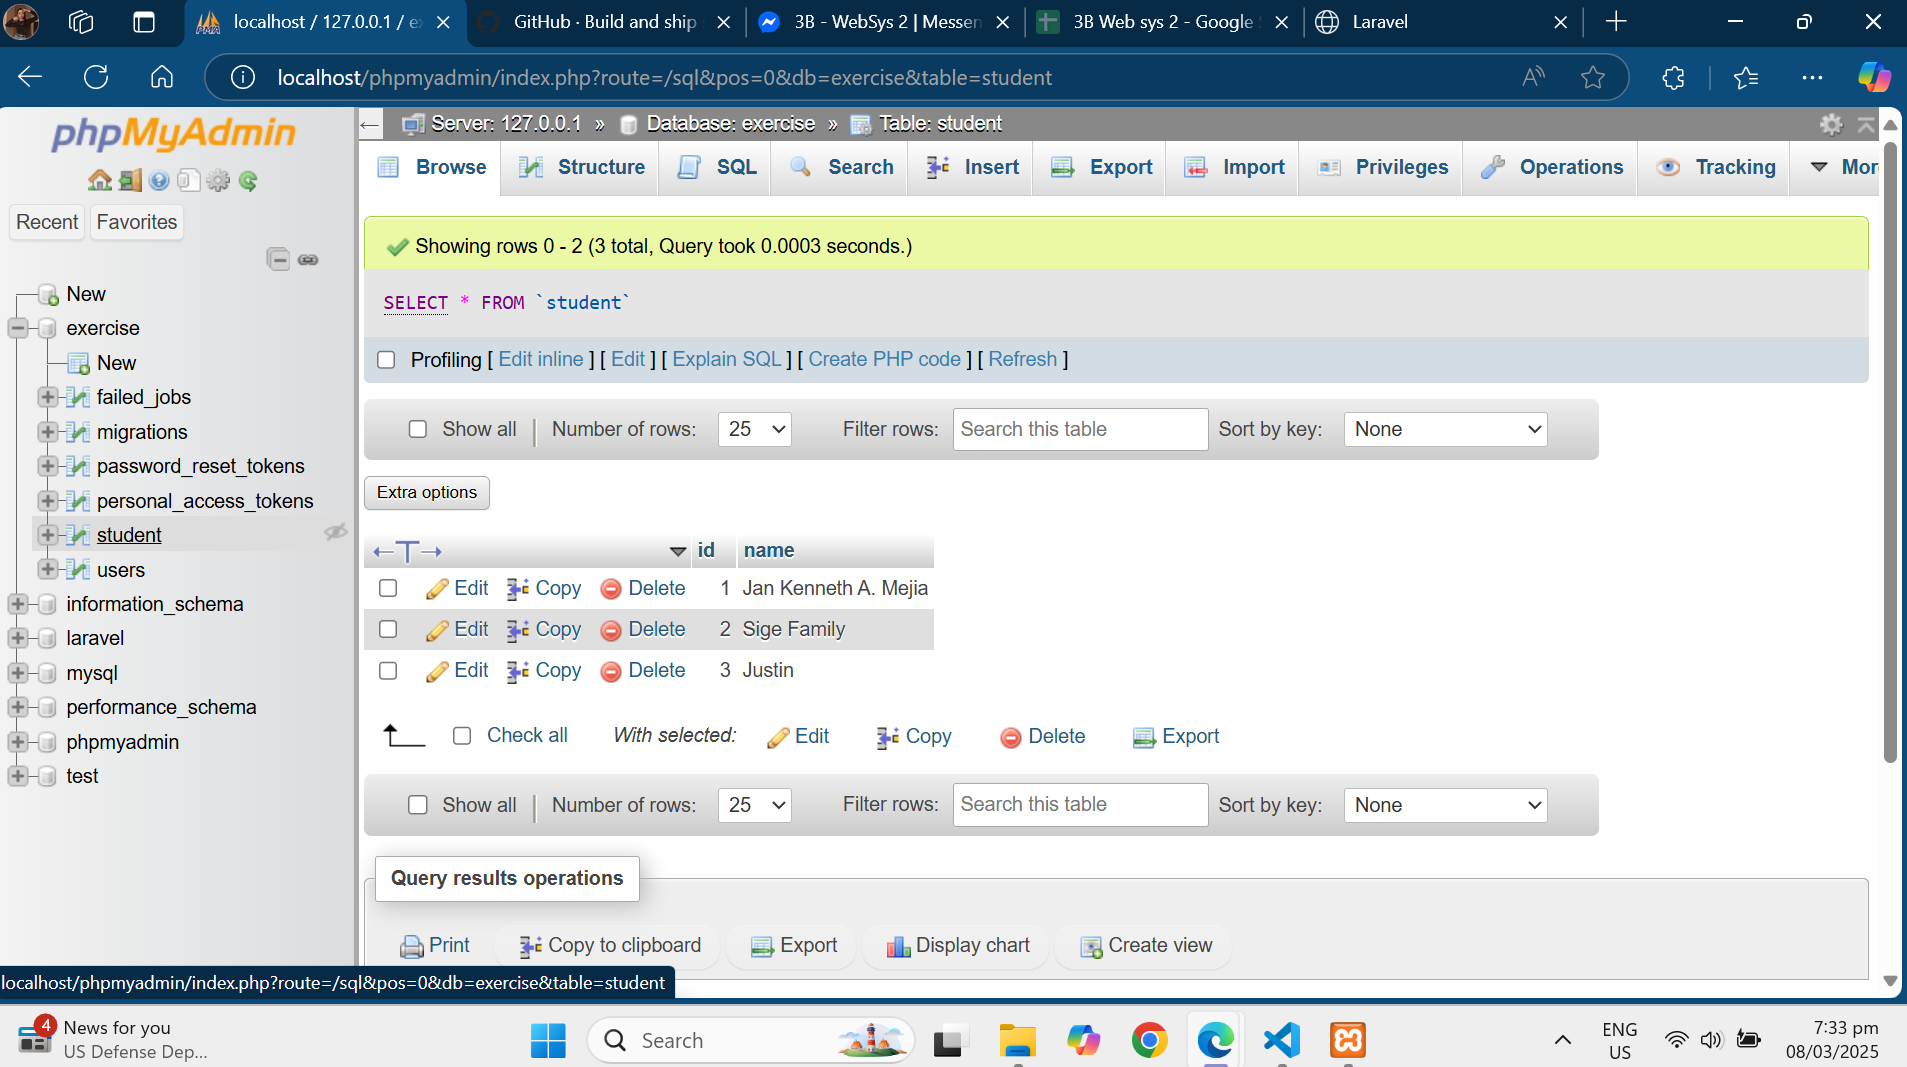 localhost / 127.0.0.1 / ex
GitHub · Build and ship
3B - WebSys 2 | Messen
3B Web sys 2 - Google S
Laravel
localhost/phpmyadmin/index.php?route=/sql&pos=0&db=exercise&table=student
phpMyAdmin
Recent
Favorites
New
exercise
New
failed_jobs
migrations
password_reset_tokens
personal_access_tokens
student
users
information_schema
laravel
mysql
performance_schema
phpmyadmin
test
Server: 127.0.0.1 » Database: exercise » Table: student
Browse Structure SQL Search Insert Export Import Privileges Operations Tracking Mor
Showing rows 0 - 2 (3 total, Query took 0.0003 seconds.)
SELECT * FROM `student`
Profiling [ Edit inline ] [ Edit ] [ Explain SQL ] [ Create PHP code ] [ Refresh ]
Show all | Number of rows: 25 Filter rows: Search this table Sort by key: None
Extra options
←T→ id name
Edit Copy Delete 1 Jan Kenneth A. Mejia
Edit Copy Delete 2 Sige Family
Edit Copy Delete 3 Justin
Check all With selected: Edit Copy Delete Export
Show all | Number of rows: 25 Filter rows: Search this table Sort by key: None
Query results operations
Print Copy to clipboard Export Display chart Create view
localhost/phpmyadmin/index.php?route=/sql&pos=0&db=exercise&table=student
4
News for you
US Defense Dep...
Search
ENG
US
7:33 pm
08/03/2025